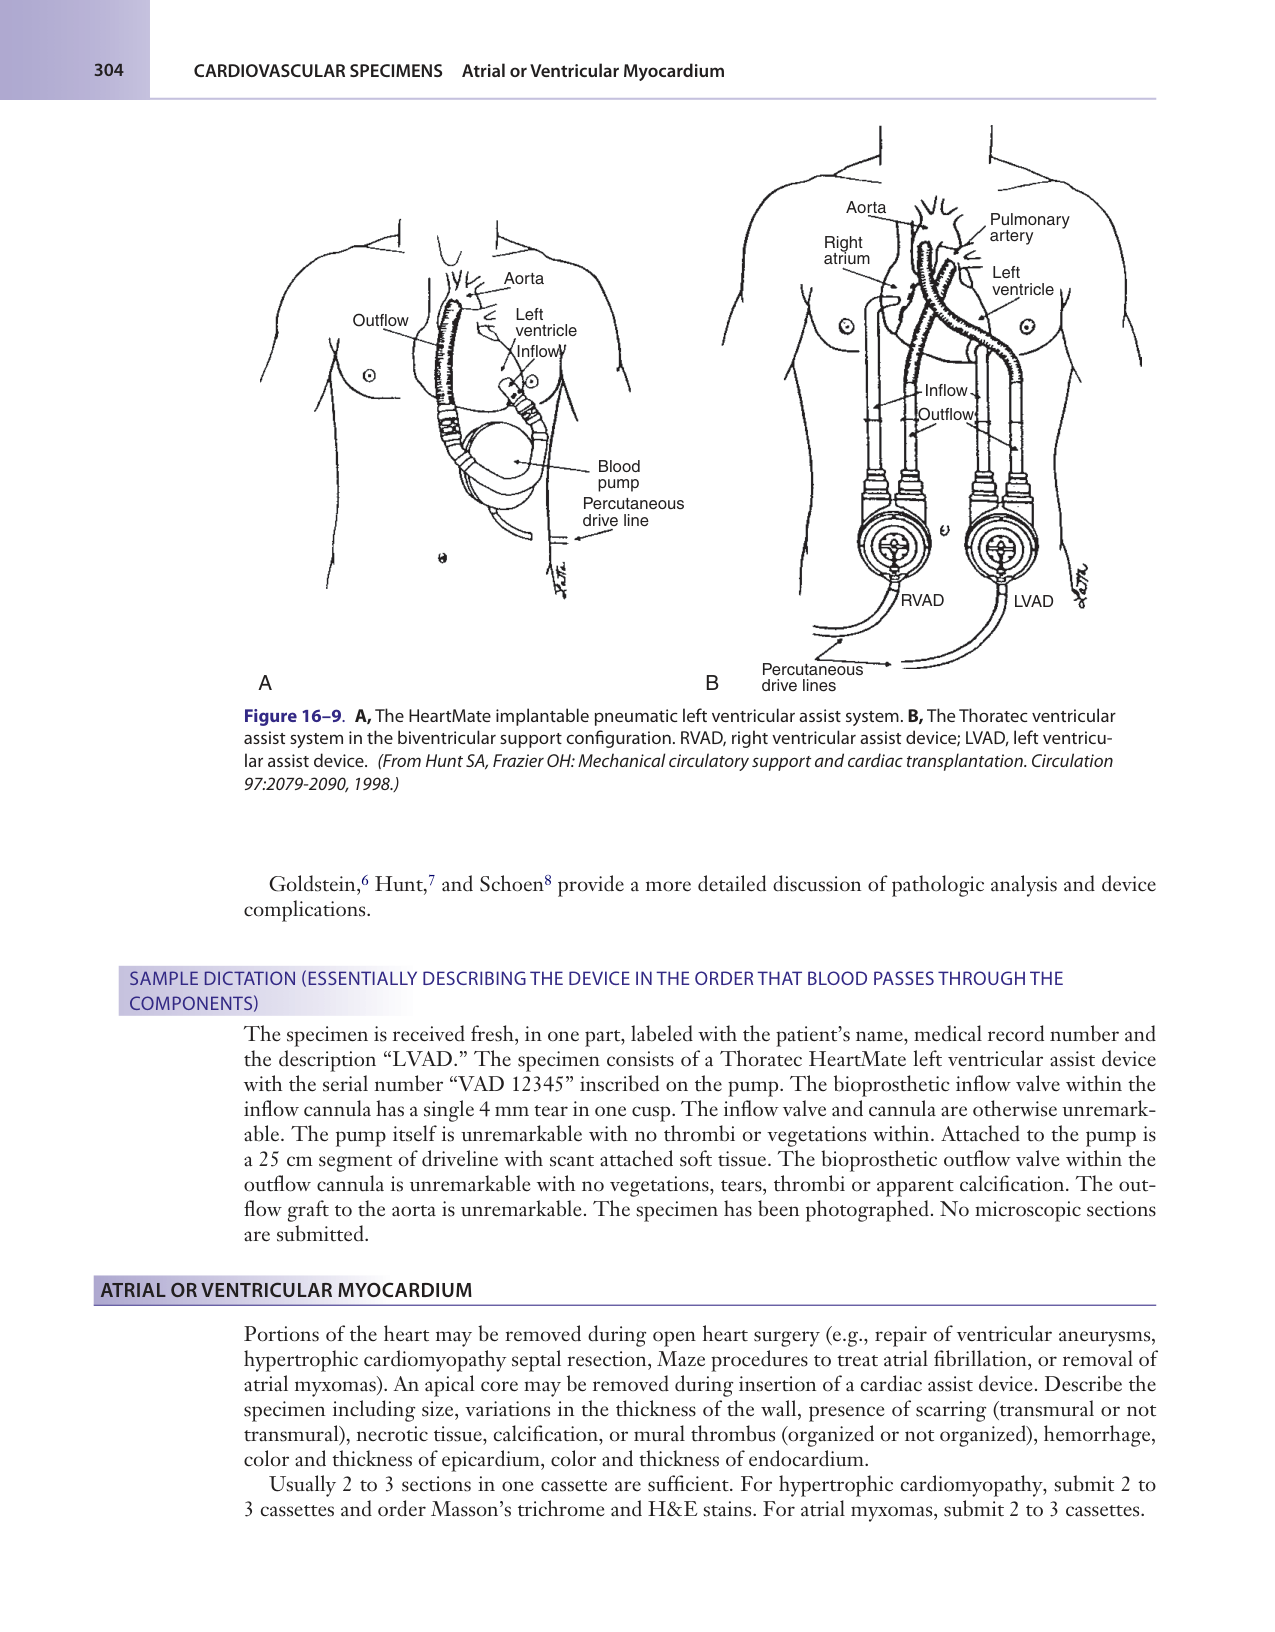 304
CARDIOVASCULAR SPECIMENS Atrial or Ventricular Myocardium
Aorta
Outflow
Left
ventricle
Inflow
Blood
pump
Percutaneous
drive line
Latta
A
Aorta
Pulmonary
artery
Right
atrium
Left
ventricle
Inflow
Outflow
RVAD
LVAD
Latta
Percutaneous
drive lines
B
Figure 16–9. A, The HeartMate implantable pneumatic left ventricular assist system. B, The Thoratec ventricular
assist system in the biventricular support configuration. RVAD, right ventricular assist device; LVAD, left ventricu-
lar assist device. (From Hunt SA, Frazier OH: Mechanical circulatory support and cardiac transplantation. Circulation
97:2079-2090, 1998.)
Goldstein,6 Hunt,7 and Schoen8 provide a more detailed discussion of pathologic analysis and device
complications.
SAMPLE DICTATION (ESSENTIALLY DESCRIBING THE DEVICE IN THE ORDER THAT BLOOD PASSES THROUGH THE
COMPONENTS)
The specimen is received fresh, in one part, labeled with the patient’s name, medical record number and
the description “LVAD.” The specimen consists of a Thoratec HeartMate left ventricular assist device
with the serial number “VAD 12345” inscribed on the pump. The bioprosthetic inflow valve within the
inflow cannula has a single 4 mm tear in one cusp. The inflow valve and cannula are otherwise unremark-
able. The pump itself is unremarkable with no thrombi or vegetations within. Attached to the pump is
a 25 cm segment of driveline with scant attached soft tissue. The bioprosthetic outflow valve within the
outflow cannula is unremarkable with no vegetations, tears, thrombi or apparent calcification. The out-
flow graft to the aorta is unremarkable. The specimen has been photographed. No microscopic sections
are submitted.
ATRIAL OR VENTRICULAR MYOCARDIUM
Portions of the heart may be removed during open heart surgery (e.g., repair of ventricular aneurysms,
hypertrophic cardiomyopathy septal resection, Maze procedures to treat atrial fibrillation, or removal of
atrial myxomas). An apical core may be removed during insertion of a cardiac assist device. Describe the
specimen including size, variations in the thickness of the wall, presence of scarring (transmural or not
transmural), necrotic tissue, calcification, or mural thrombus (organized or not organized), hemorrhage,
color and thickness of epicardium, color and thickness of endocardium.
Usually 2 to 3 sections in one cassette are sufficient. For hypertrophic cardiomyopathy, submit 2 to
3 cassettes and order Masson’s trichrome and H&E stains. For atrial myxomas, submit 2 to 3 cassettes.